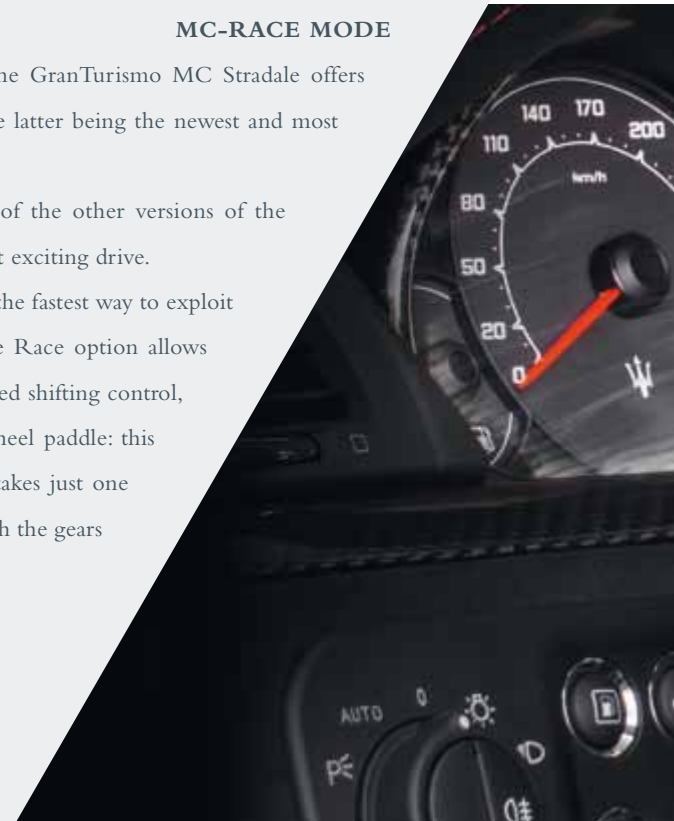 MC-RACE MODE
ne GranTurismo MC Stradale offers
e latter being the newest and most
of the other versions of the
t exciting drive.
the fastest way to exploit
e Race option allows
ed shifting control,
heel paddle: this
takes just one
h the gears
140 170
110 200
km/h
80
50
20
0
AUTO 0